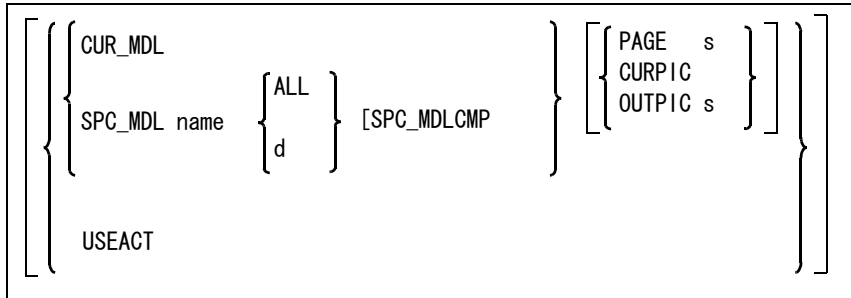 CUR_MDL
SPC_MDL name { ALL d } [SPC_MDLCMP
PAGE s
CURPIC
OUTPIC s
USEACT